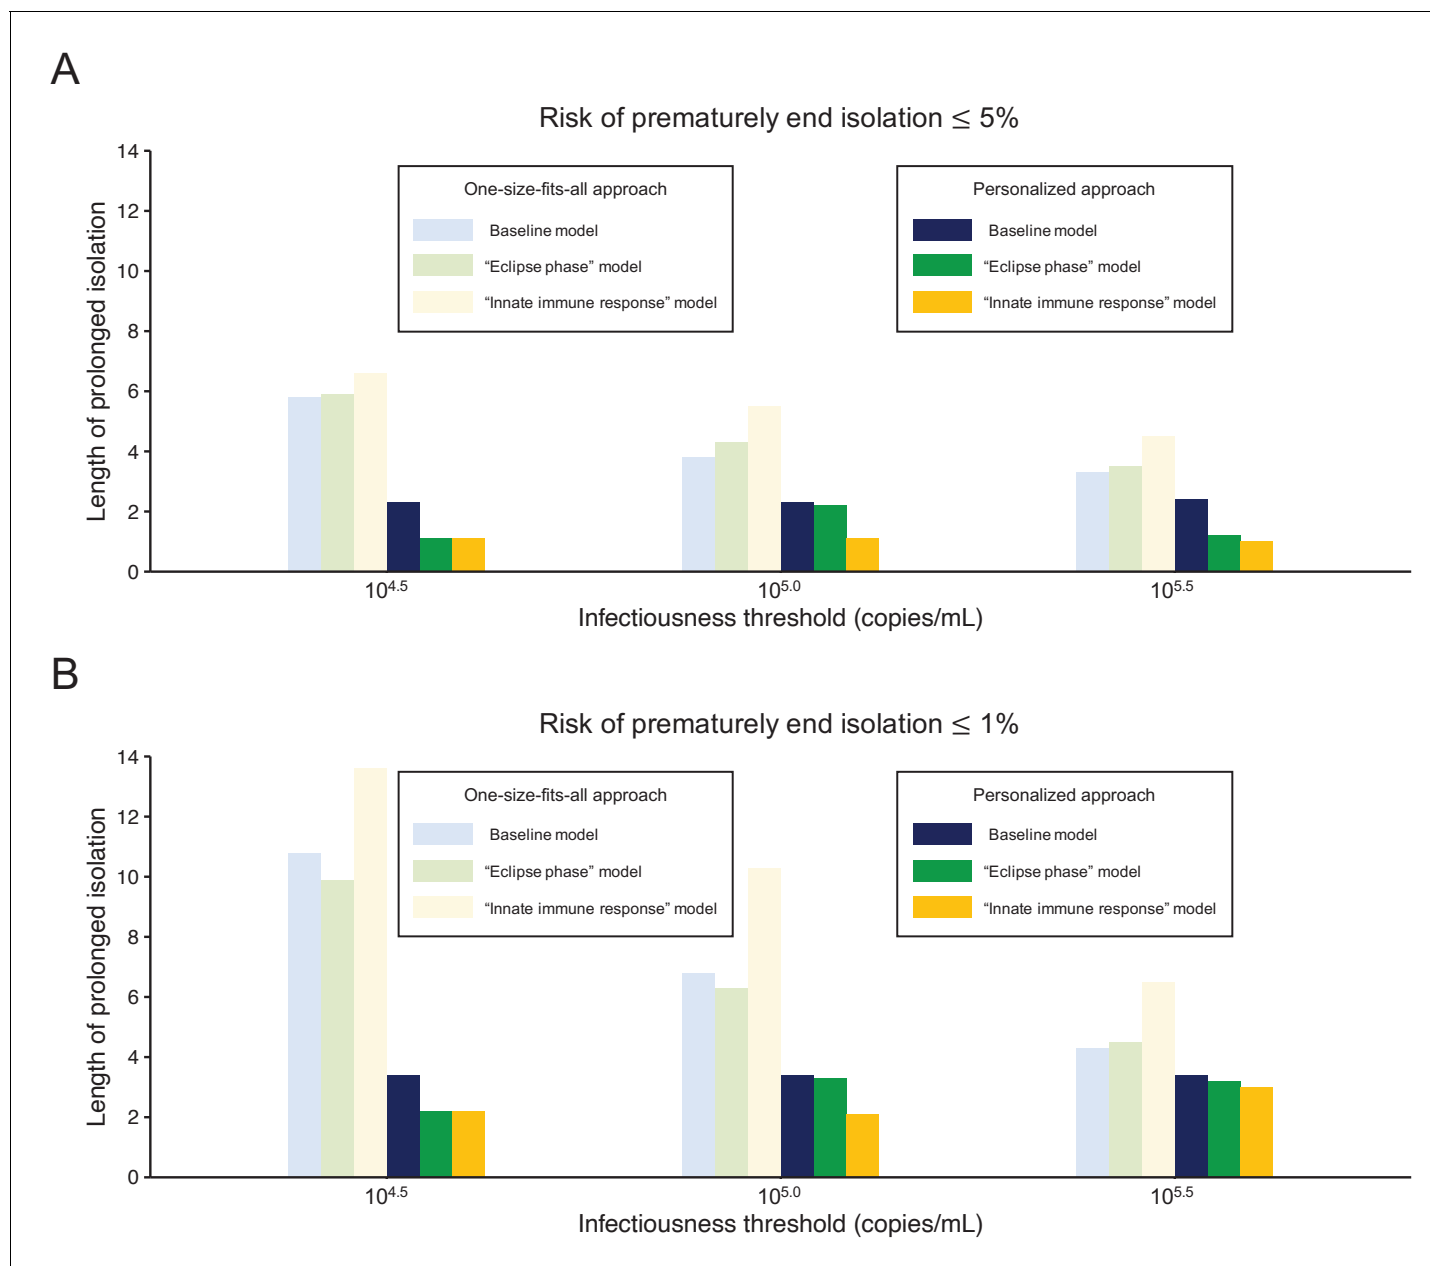 A
Risk of prematurely end isolation ≤ 5%
Length of prolonged isolation
14
12
10
8
6
4
2
0
One-size-fits-all approach
Baseline model
“Eclipse phase” model
“Innate immune response” model
Personalized approach
Baseline model
“Eclipse phase” model
“Innate immune response” model
10^4.5
10^5.0
10^5.5
Infectiousness threshold (copies/mL)
B
Risk of prematurely end isolation ≤ 1%
Length of prolonged isolation
14
12
10
8
6
4
2
0
One-size-fits-all approach
Baseline model
“Eclipse phase” model
“Innate immune response” model
Personalized approach
Baseline model
“Eclipse phase” model
“Innate immune response” model
10^4.5
10^5.0
10^5.5
Infectiousness threshold (copies/mL)